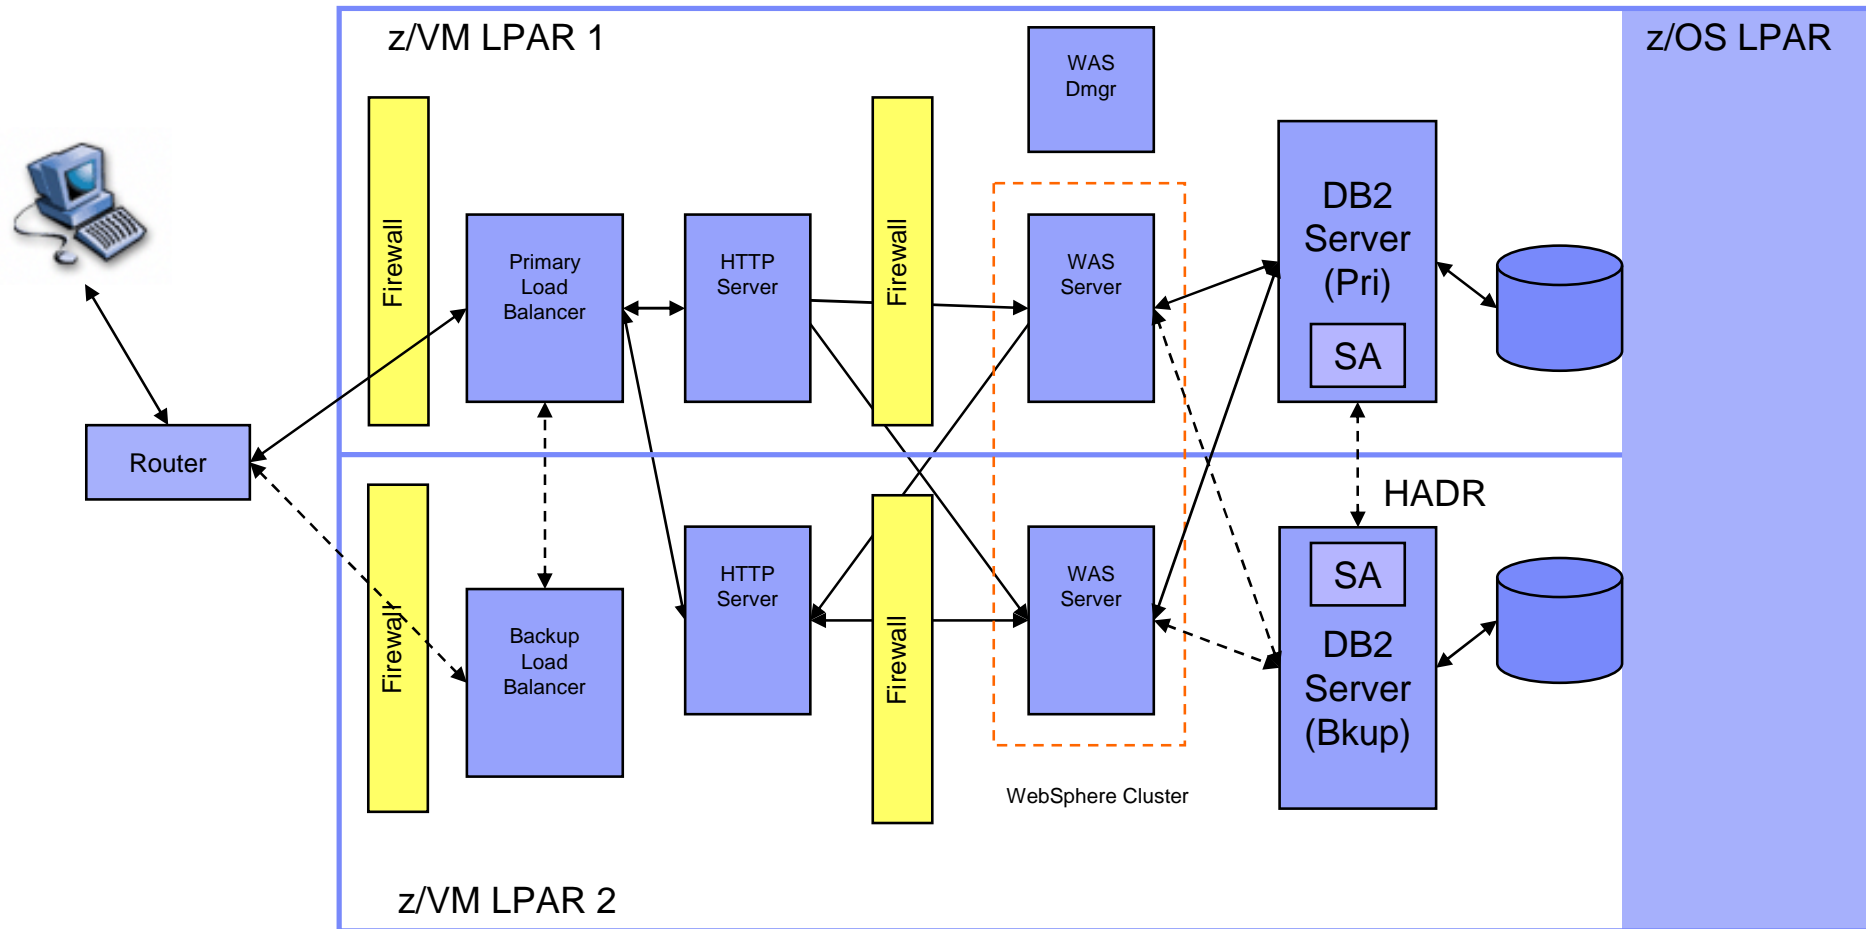 z/VM LPAR 1
z/OS LPAR
WAS
Dmgr
Firewall
Primary
Load
Balancer
HTTP
Server
Firewall
WAS
Server
DB2
Server
(Pri)
SA
Router
HADR
Firewall
Backup
Load
Balancer
HTTP
Server
Firewall
WAS
Server
SA
DB2
Server
(Bkup)
WebSphere Cluster
z/VM LPAR 2